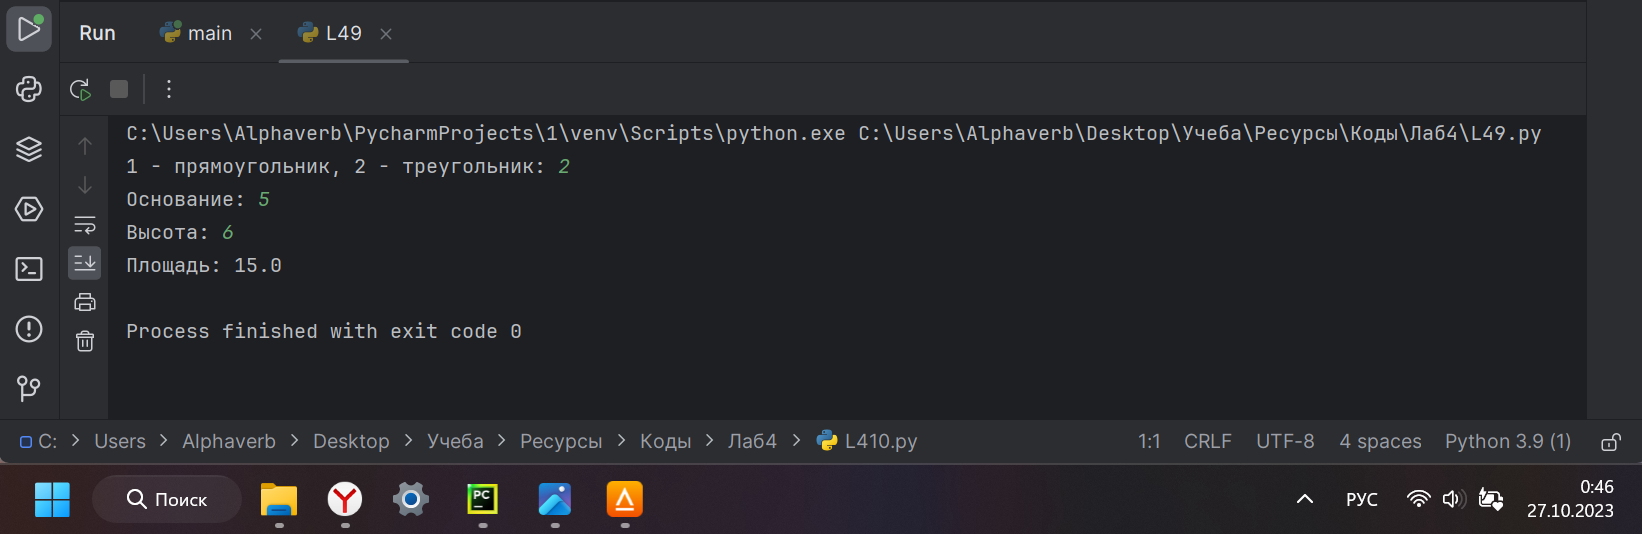 Run main L49
C:\Users\Alphaverb\PycharmProjects\1\venv\Scripts\python.exe C:\Users\Alphaverb\Desktop\Учеба\Ресурсы\Коды\Лаб4\L49.py
1 - прямоугольник, 2 - треугольник: 2
Основание: 5
Высота: 6
Площадь: 15.0
Process finished with exit code 0
C: > Users > Alphaverb > Desktop > Учеба > Ресурсы > Коды > Лаб4 > L410.py 1:1 CRLF UTF-8 4 spaces Python 3.9 (1)
Поиск PC РУС 0:46
27.10.2023